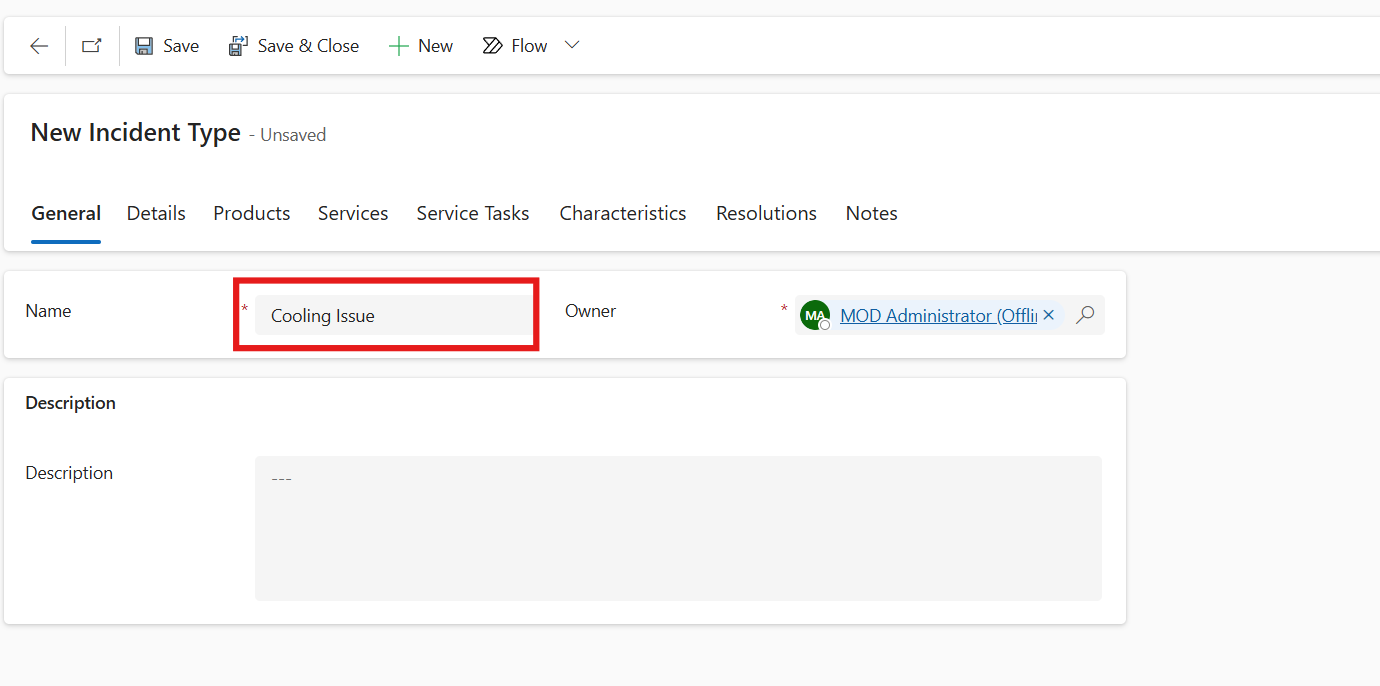 Save Save & Close New Flow
New Incident Type - Unsaved
General Details Products Services Service Tasks Characteristics Resolutions Notes
Name * Cooling Issue Owner * MA MOD Administrator (Offli
Description
Description ---